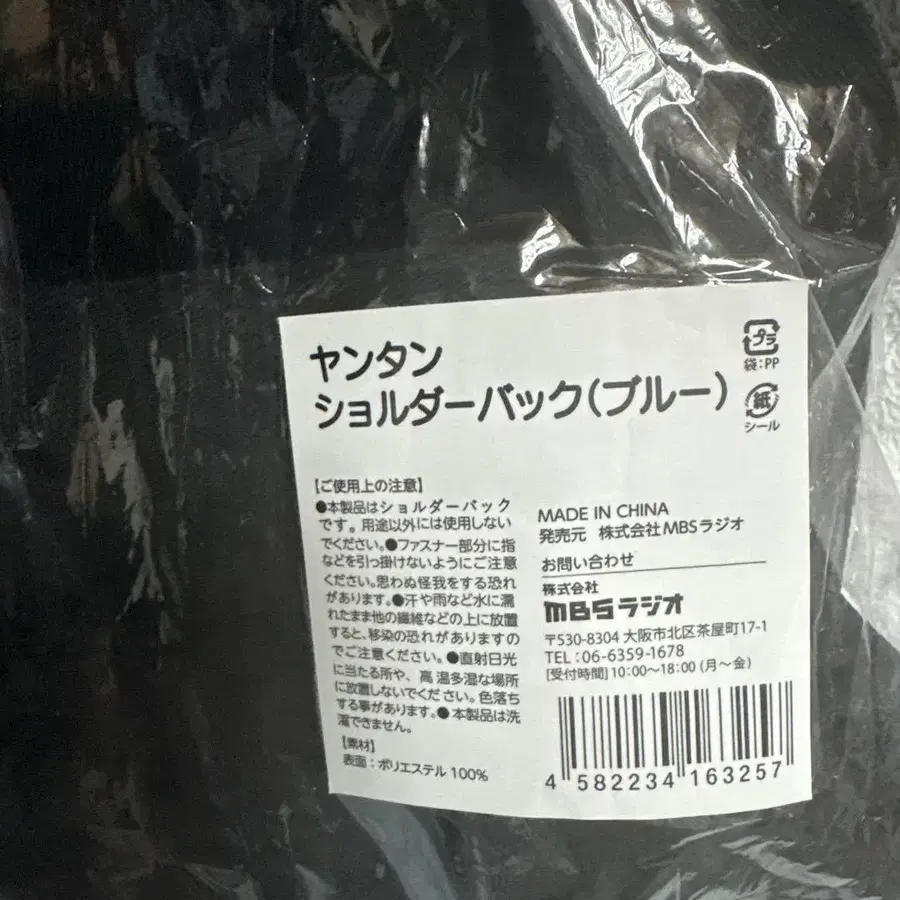 ヤンタン
ショルダーバック(ブルー)
プラ
袋:PP
紙
シール
【ご使用上の注意】
●本製品はショルダーバック
です。用途以外には使用しない
でください。●ファスナー部分に指
などを引っ掛けないようにご注意
ください。思わぬ怪我をする恐れ
があります。●汗や雨など水に濡
れたまま他の繊維などの上に放置
すると、移染の恐れがありますの
でご注意ください。●直射日光
に当たる所や、高温多湿な場所
に放置しないでください。色落ち
する事があります。●本製品は洗
濯できません。
【素材】
表面:ポリエステル 100%
MADE IN CHINA
発売元 株式会社MBSラジオ
お問い合わせ
株式会社
MBSラジオ
〒530-8304 大阪市北区茶屋町17-1
TEL:06-6359-1678
[受付時間]10:00〜18:00 (月〜金)
4 582234 163257